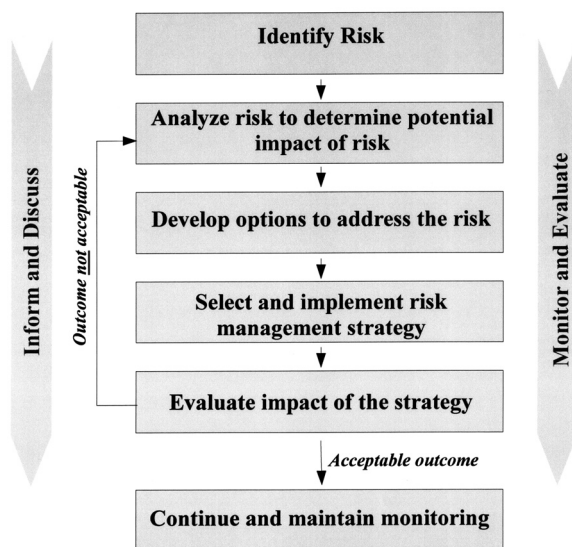 Identify Risk
Analyze risk to determine potential
impact of risk
Develop options to address the risk
Select and implement risk
management strategy
Evaluate impact of the strategy
Acceptable outcome
Continue and maintain monitoring
Outcome not acceptable
Inform and Discuss
Monitor and Evaluate